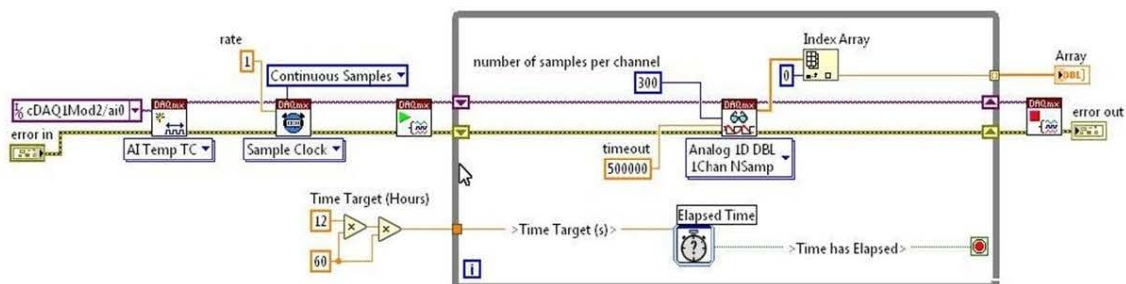 rate
1
Continuous Samples
I/O cDAQ1Mod2/ai0
DAQmx
DAQmx
DAQmx
error in
AI Temp TC
Sample Clock
number of samples per channel
300
DAQmx
timeout
500000
Analog 1D DBL
1Chan NSamp
Index Array
0
Array
DBL
DAQmx
error out
Time Target (Hours)
12
60
x
x
>Time Target (s)>
Elapsed Time
?
>Time has Elapsed>
i